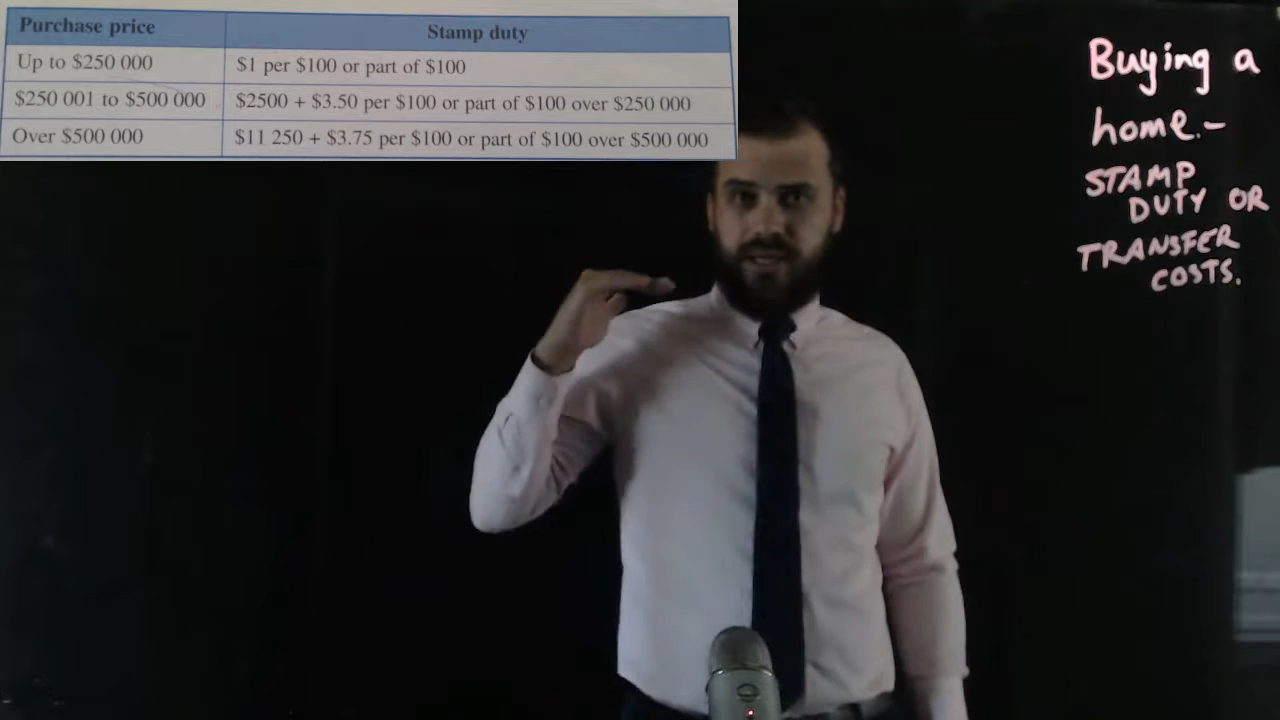 Purchase price Stamp duty
Up to $250 000 $1 per $100 or part of $100
$250 001 to $500 000 $2500 + $3.50 per $100 or part of $100 over $250 000
Over $500 000 $11 250 + $3.75 per $100 or part of $100 over $500 000
Buying a
home.-
STAMP
DUTY OR
TRANSFER
COSTS.